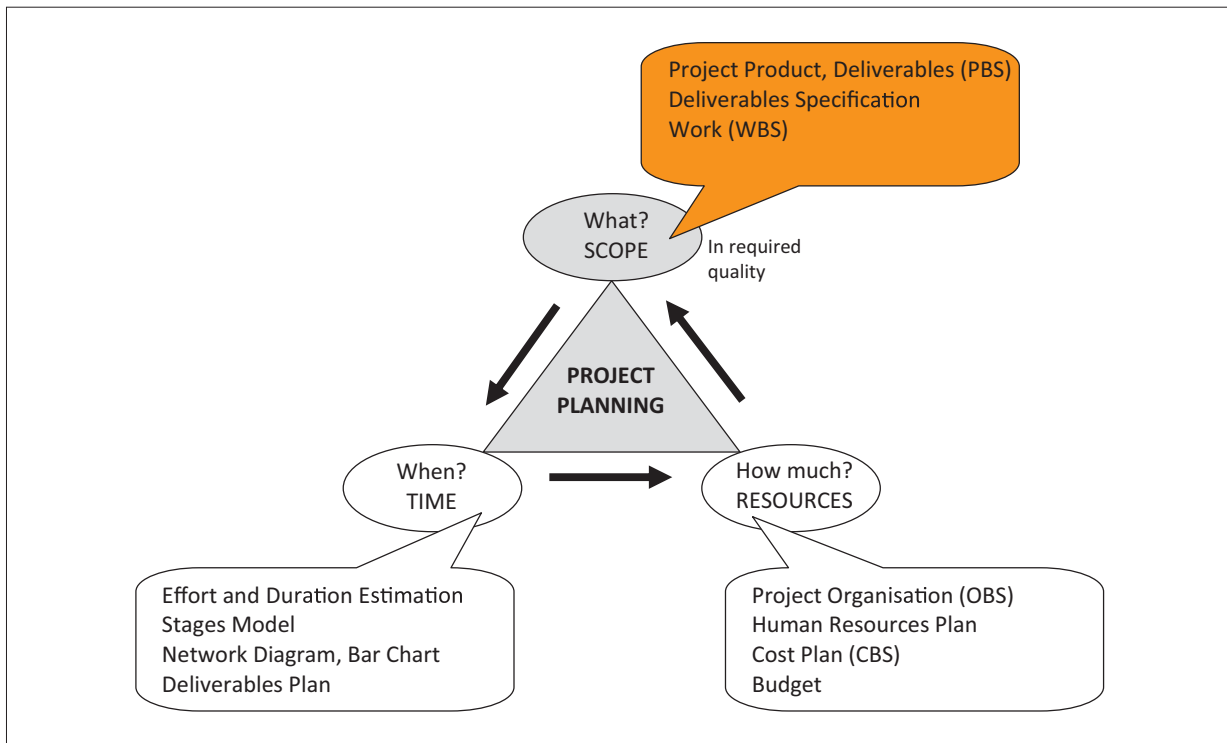 Project Product, Deliverables (PBS)
Deliverables Specification
Work (WBS)
What?
SCOPE
In required
quality
PROJECT
PLANNING
When?
TIME
How much?
RESOURCES
Effort and Duration Estimation
Stages Model
Network Diagram, Bar Chart
Deliverables Plan
Project Organisation (OBS)
Human Resources Plan
Cost Plan (CBS)
Budget